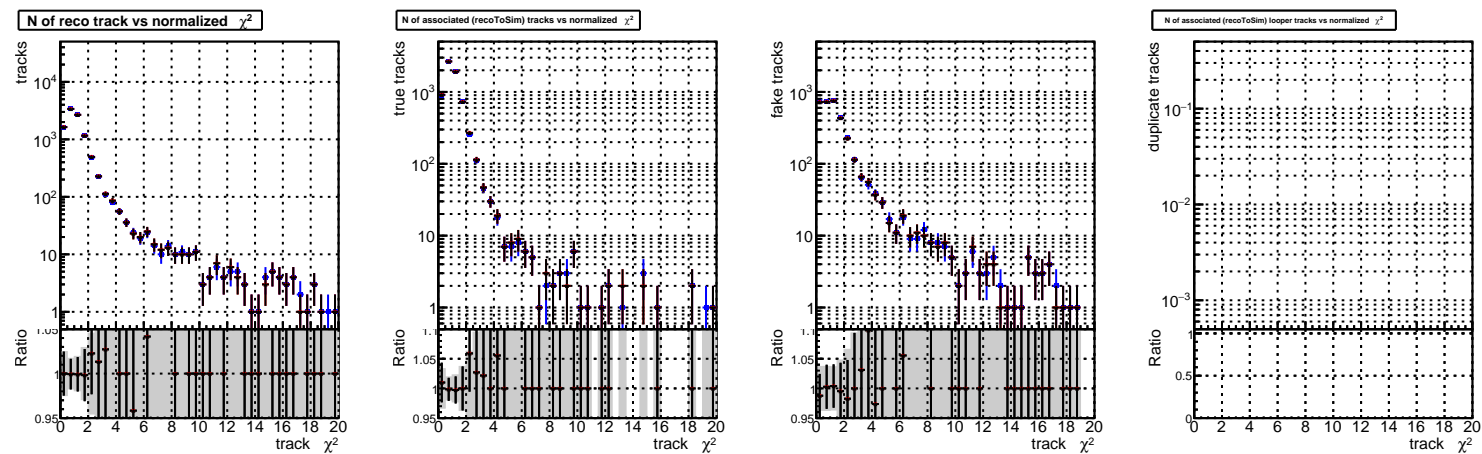 N of reco track vs normalized χ²
tracks
10⁴
10³
10²
10
1
Ratio
1.05
1
0.95
0 2 4 6 8 10 12 14 16 18 20
track χ²
N of associated (recoToSim) tracks vs normalized χ²
true tracks
10³
10²
10
1
Ratio
1.1
1.05
1
0.95
0 2 4 6 8 10 12 14 16 18 20
track χ²
fake tracks
10³
10²
10
1
Ratio
1.1
1.05
1
0.95
0 2 4 6 8 10 12 14 16 18 20
track χ²
N of associated (recoToSim) looper tracks vs normalized χ²
duplicate tracks
10⁻¹
10⁻²
10⁻³
Ratio
1
0.5
0
0 2 4 6 8 10 12 14 16 18 20
track χ²